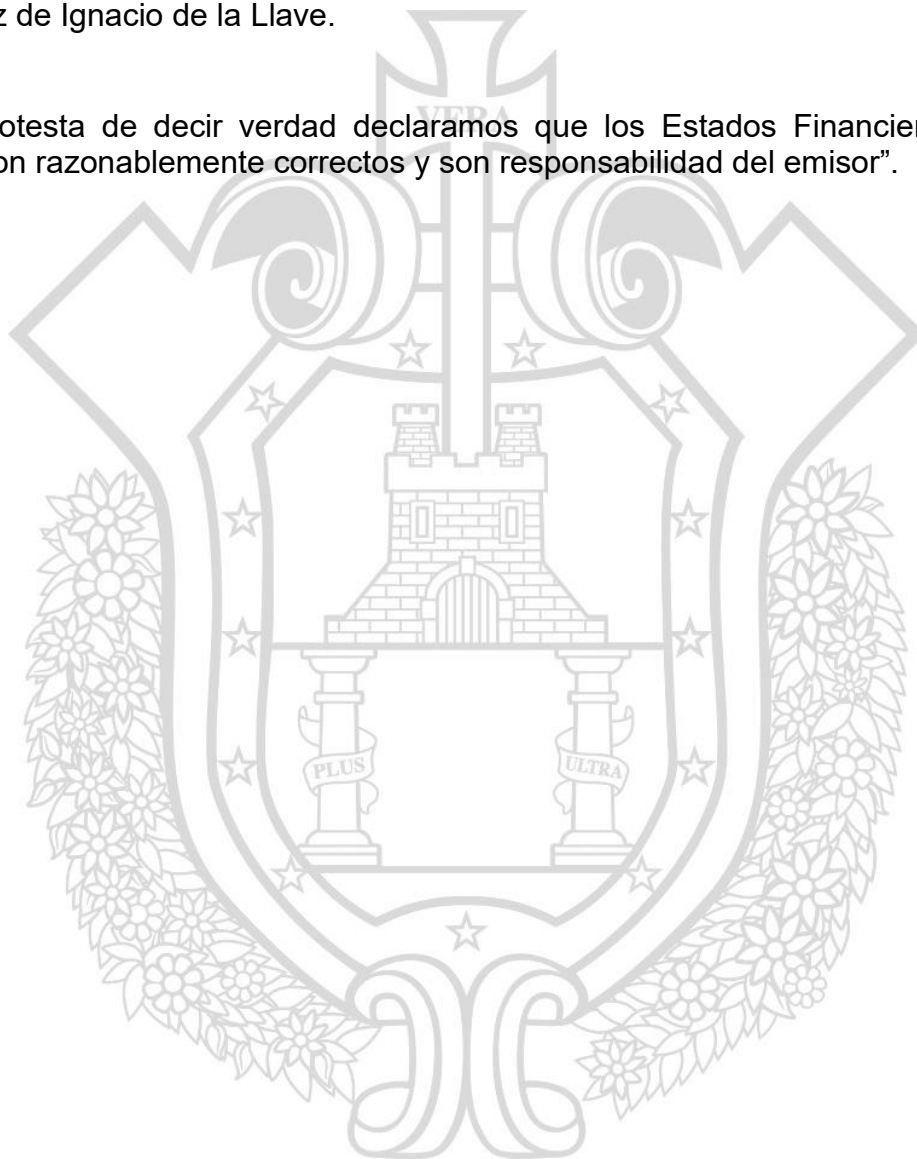 z de Ignacio de la Llave.
otesta de decir verdad declaramos que los Estados Financier
on razonablemente correctos y son responsabilidad del emisor”.
VERA
PLUS
ULTRA